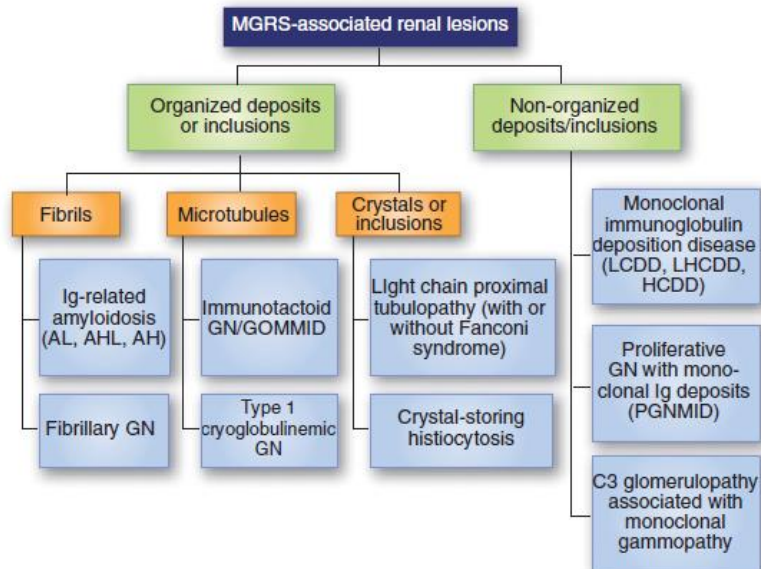 MGRS-associated renal lesions
Organized deposits
or inclusions
Non-organized
deposits/inclusions
Fibrils
Microtubules
Crystals or
inclusions
Ig-related
amyloidosis
(AL, AHL, AH)
Fibrillary GN
Immunotactoid
GN/GOMMID
Type 1
cryoglobulinemic
GN
LIght chain proximal
tubulopathy (with or
without Fanconi
syndrome)
Crystal-storing
histiocytosis
Monoclonal
immunoglobulin
deposition disease
(LCDD, LHCDD,
HCDD)
Proliferative
GN with mono-
clonal Ig deposits
(PGNMID)
C3 glomerulopathy
associated with
monoclonal
gammopathy